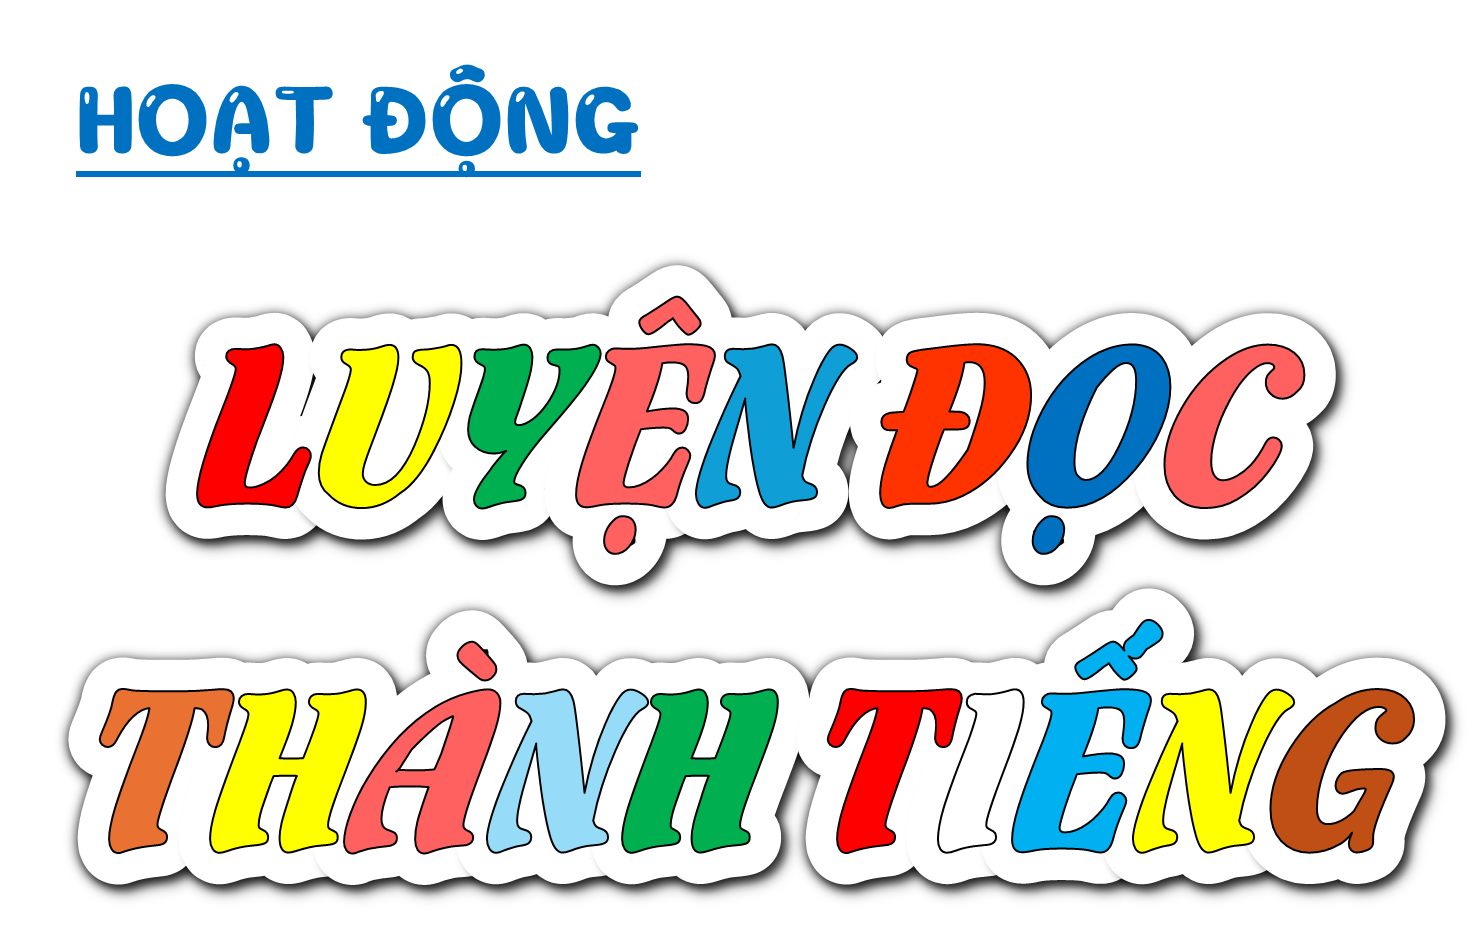 HOẠT ĐỘNG
LUYỆN ĐỌC
THÀNH TIẾNG